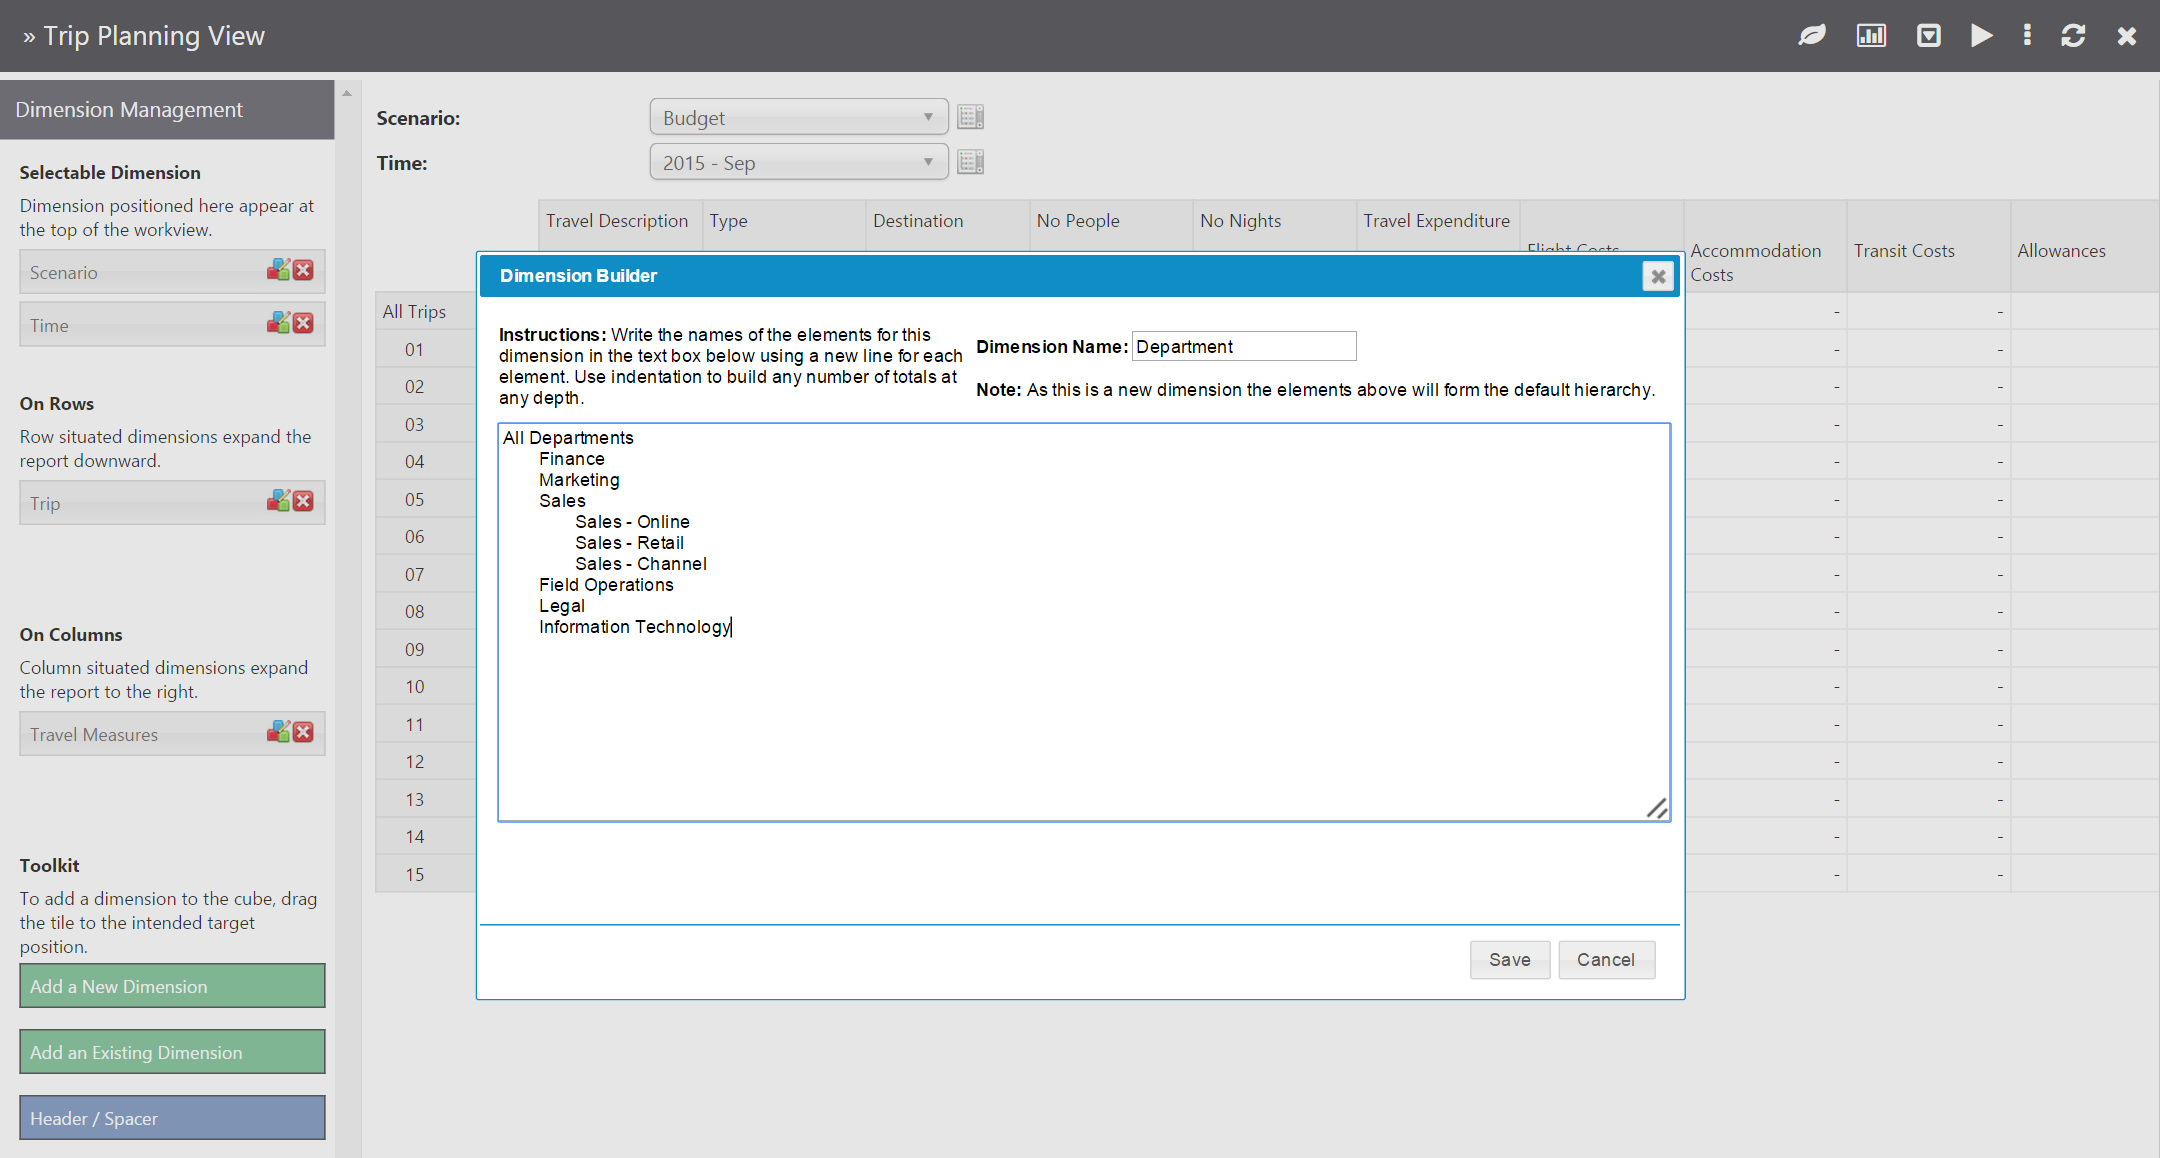 » Trip Planning View
Dimension Management
Selectable Dimension
Dimension positioned here appear at
the top of the workview.
Scenario
Time
On Rows
Row situated dimensions expand the
report downward.
Trip
On Columns
Column situated dimensions expand
the report to the right.
Travel Measures
Toolkit
To add a dimension to the cube, drag
the tile to the intended target
position.
Add a New Dimension
Add an Existing Dimension
Header / Spacer
Scenario: Budget
Time: 2015 - Sep
Travel Description Type Destination No People No Nights Travel Expenditure Flight Costs Accommodation Costs Transit Costs Allowances
All Trips - -
01 - -
02 - -
03 - -
04 - -
05 - -
06 - -
07 - -
08 - -
09 - -
10 - -
11 - -
12 - -
13 - -
14 - -
15 - -
Dimension Builder
Instructions: Write the names of the elements for this
dimension in the text box below using a new line for each
element. Use indentation to build any number of totals at
any depth.
Dimension Name: Department
Note: As this is a new dimension the elements above will form the default hierarchy.
All Departments
Finance
Marketing
Sales
Sales - Online
Sales - Retail
Sales - Channel
Field Operations
Legal
Information Technology
Save Cancel